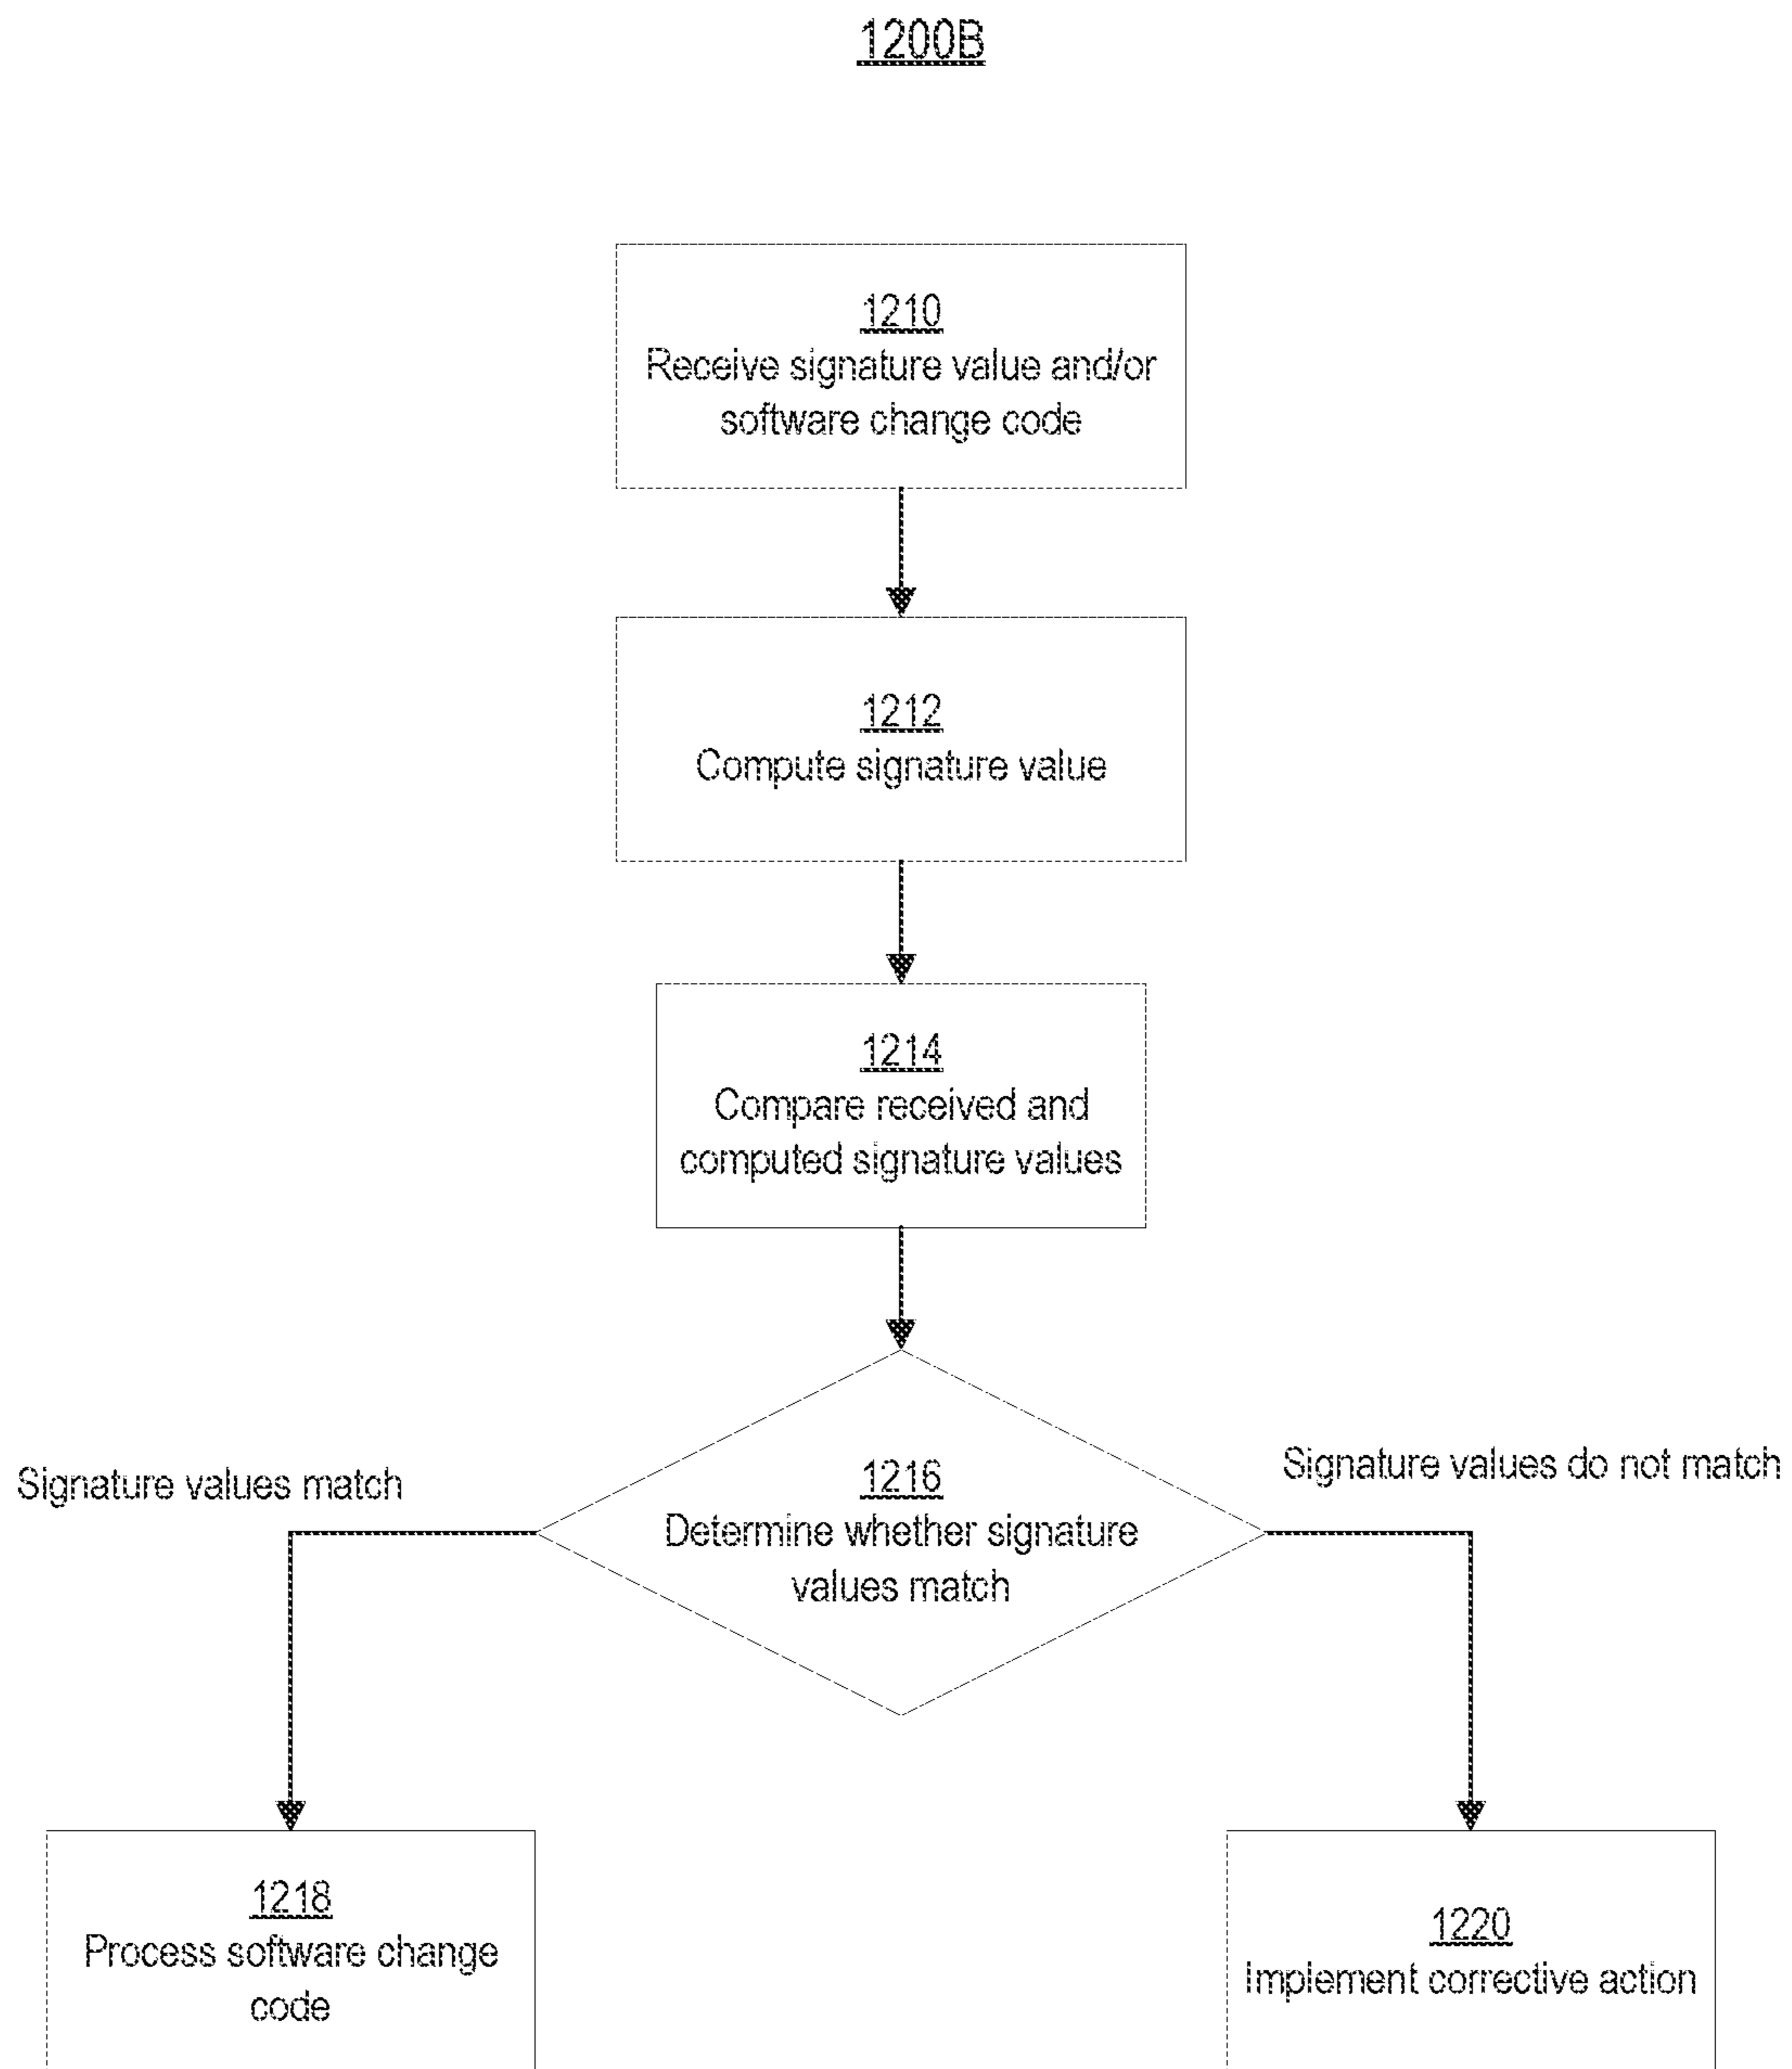 1200B
1210
Receive signature value and/or
software change code
1212
Compute signature value
1214
Compare received and
computed signature values
Signature values match
Signature values do not match
1216
Determine whether signature
values match
1218
Process software change
code
1220
Implement corrective action